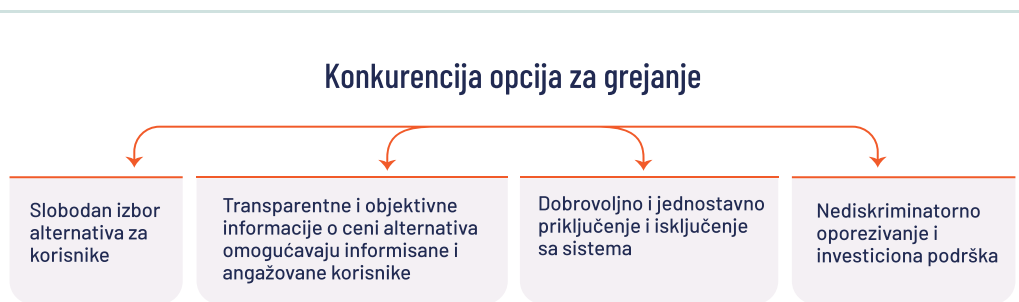 Konkurencija opcija za grejanje
Slobodan izbor
alternativa za
korisnike
Transparentne i objektivne
informacije o ceni alternativa
omogućavaju informisane i
angažovane korisnike
Dobrovoljno i jednostavno
priključenje i isključenje
sa sistema
Nediskriminatorno
oporezivanje i
investiciona podrška